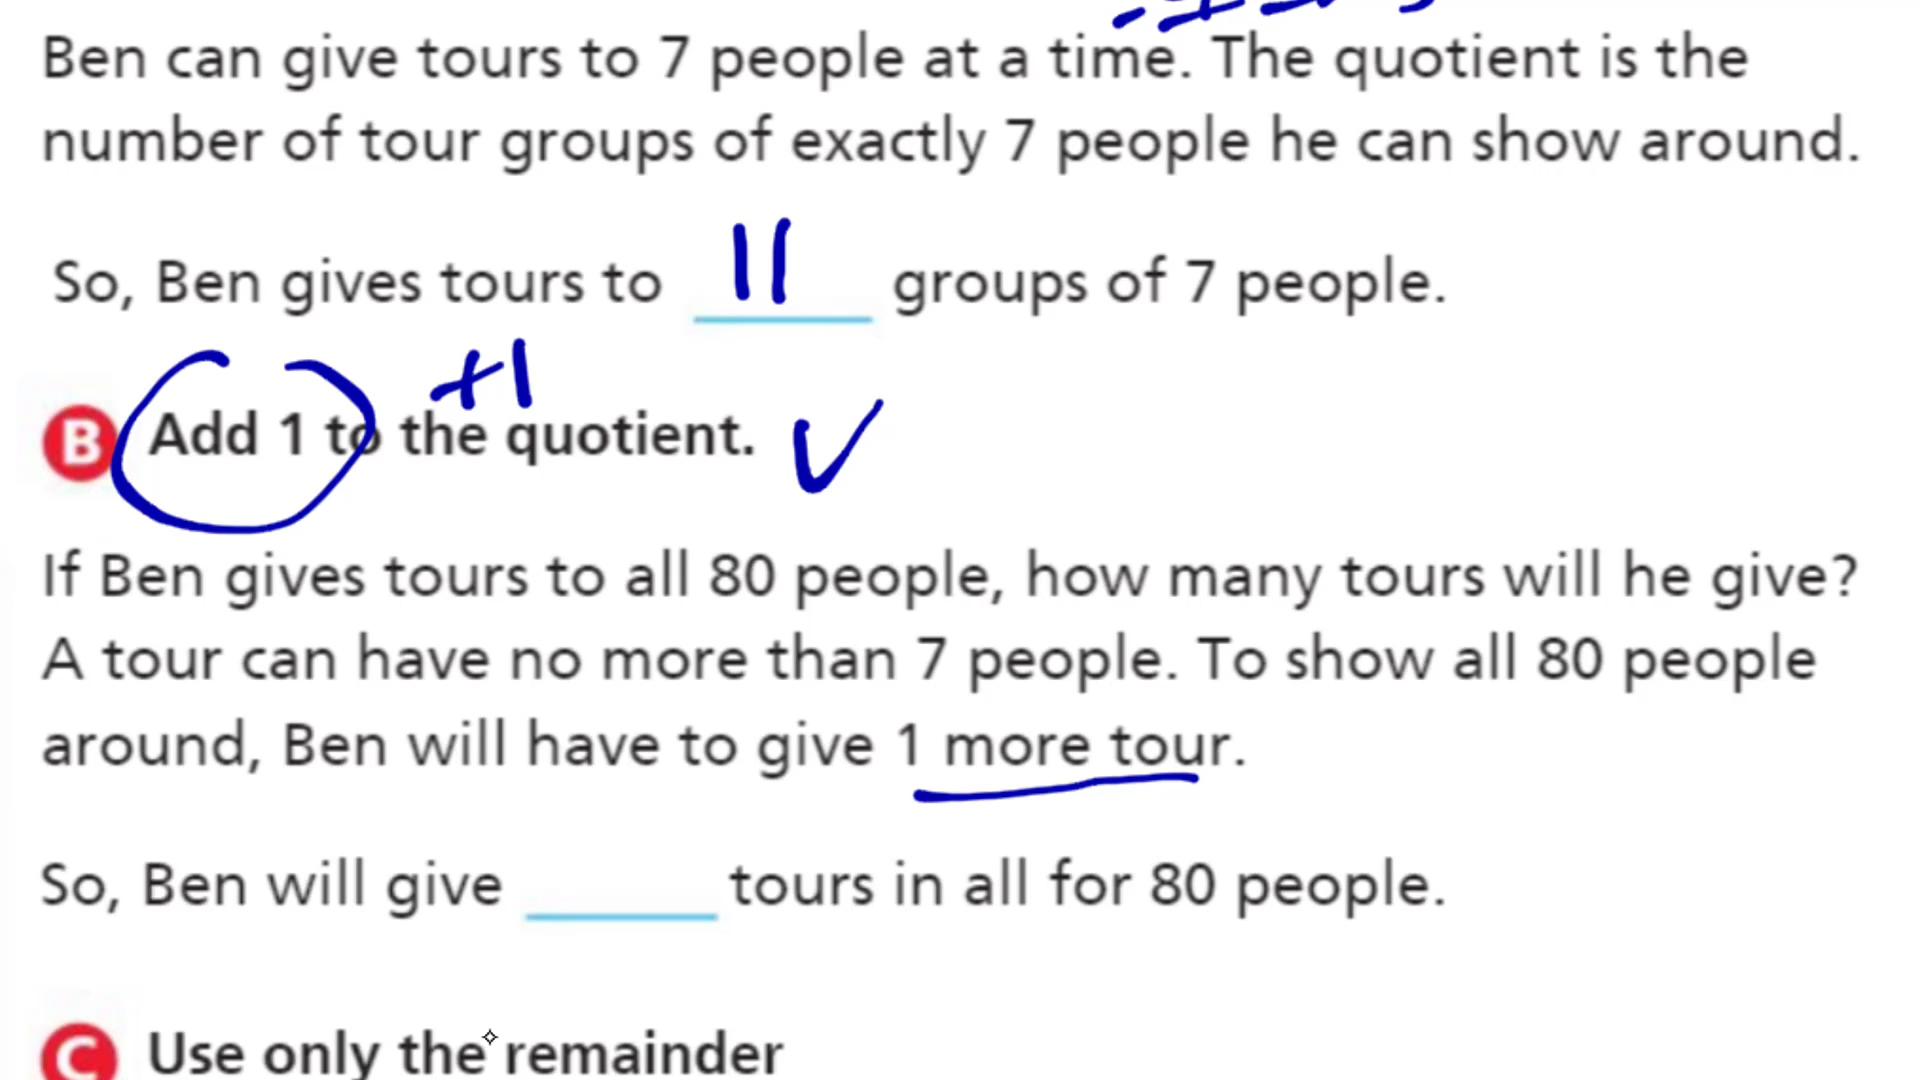 Ben can give tours to 7 people at a time. The quotient is the
number of tour groups of exactly 7 people he can show around.
So, Ben gives tours to 11 groups of 7 people.
+1
B Add 1 to the quotient. ✓
If Ben gives tours to all 80 people, how many tours will he give?
A tour can have no more than 7 people. To show all 80 people
around, Ben will have to give 1 more tour.
So, Ben will give ____ tours in all for 80 people.
C Use only the remainder